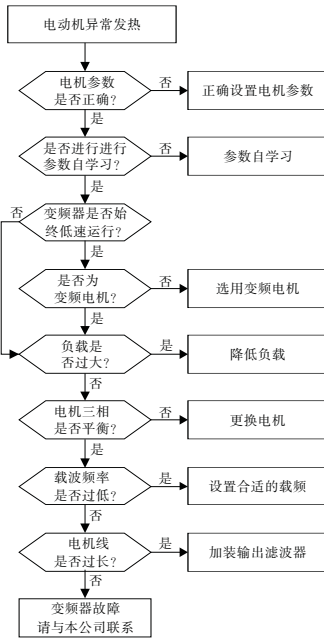 电动机异常发热
电机参数
是否正确?
否
正确设置电机参数
是
是否进行进行
参数自学习?
否
参数自学习
是
否
变频器是否始
终低速运行?
是
是否为
变频电机?
否
选用变频电机
是
负载是
否过大?
是
降低负载
否
电机三相
是否平衡?
否
更换电机
是
载波频率
是否过低?
是
设置合适的载频
否
电机线
是否过长?
是
加装输出滤波器
否
变频器故障
请与本公司联系